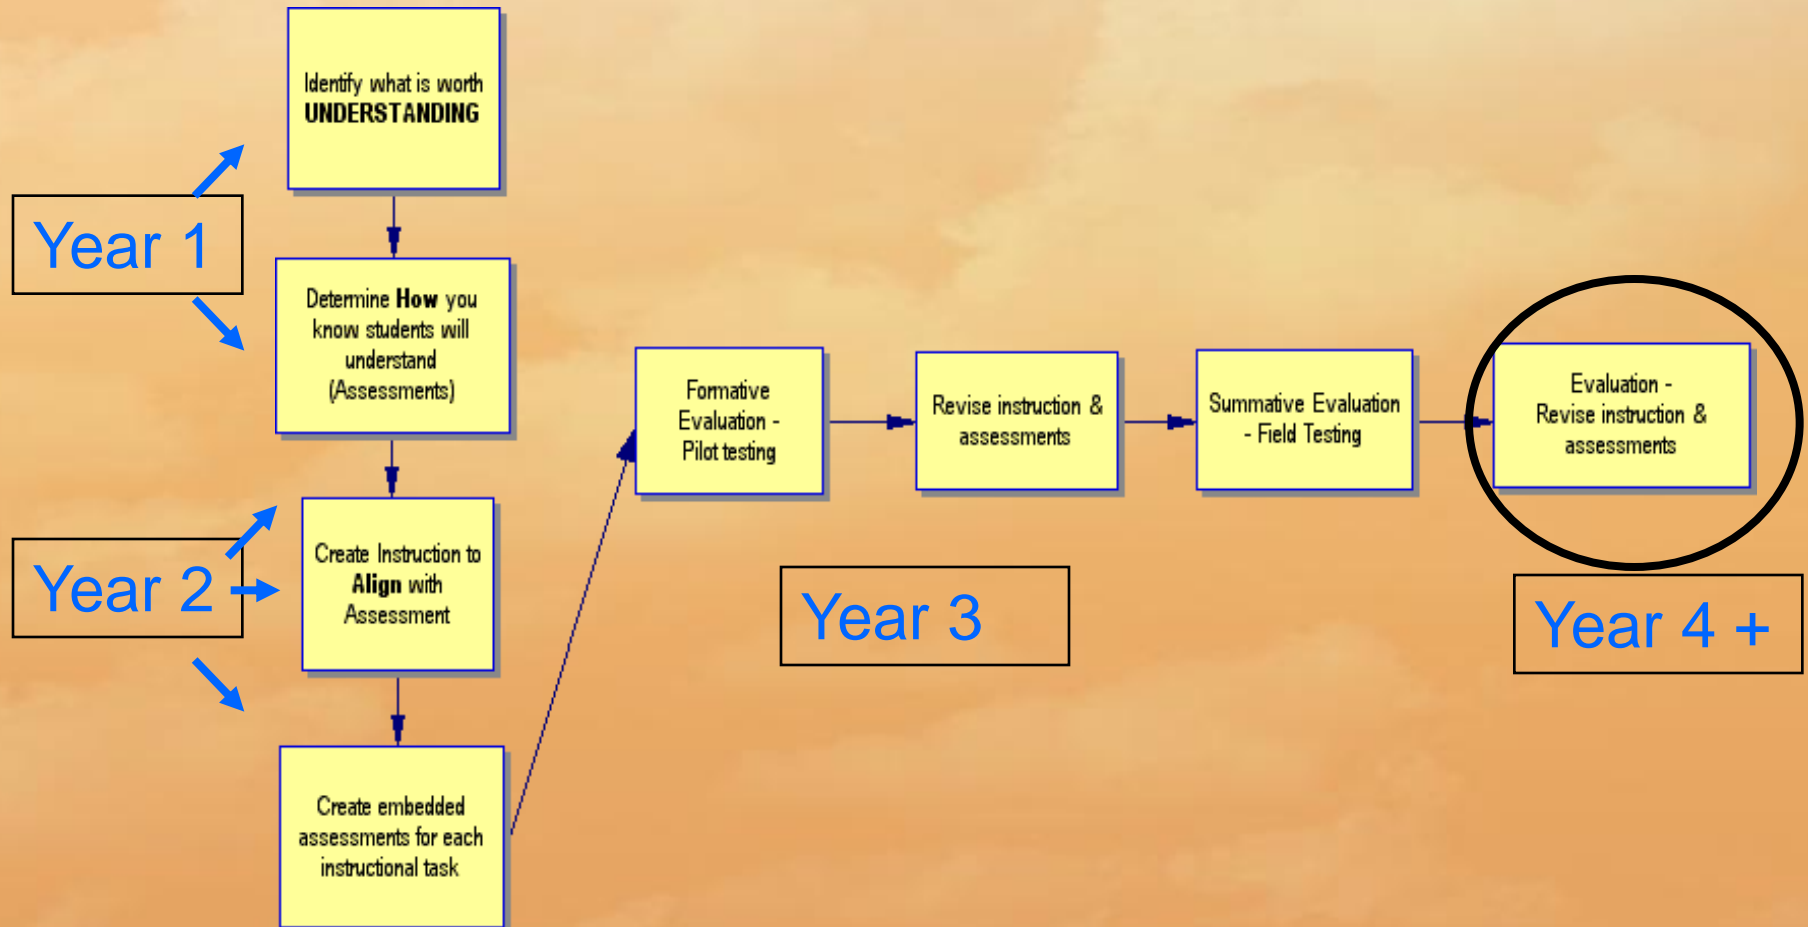 Identify what is worth
UNDERSTANDING
Year 1
Determine How you
know students will
understand
(Assessments)
Year 2
Create Instruction to
Align with
Assessment
Create embedded
assessments for each
instructional task
Formative
Evaluation -
Pilot testing
Revise instruction &
assessments
Summative Evaluation
- Field Testing
Year 3
Evaluation -
Revise instruction &
assessments
Year 4 +